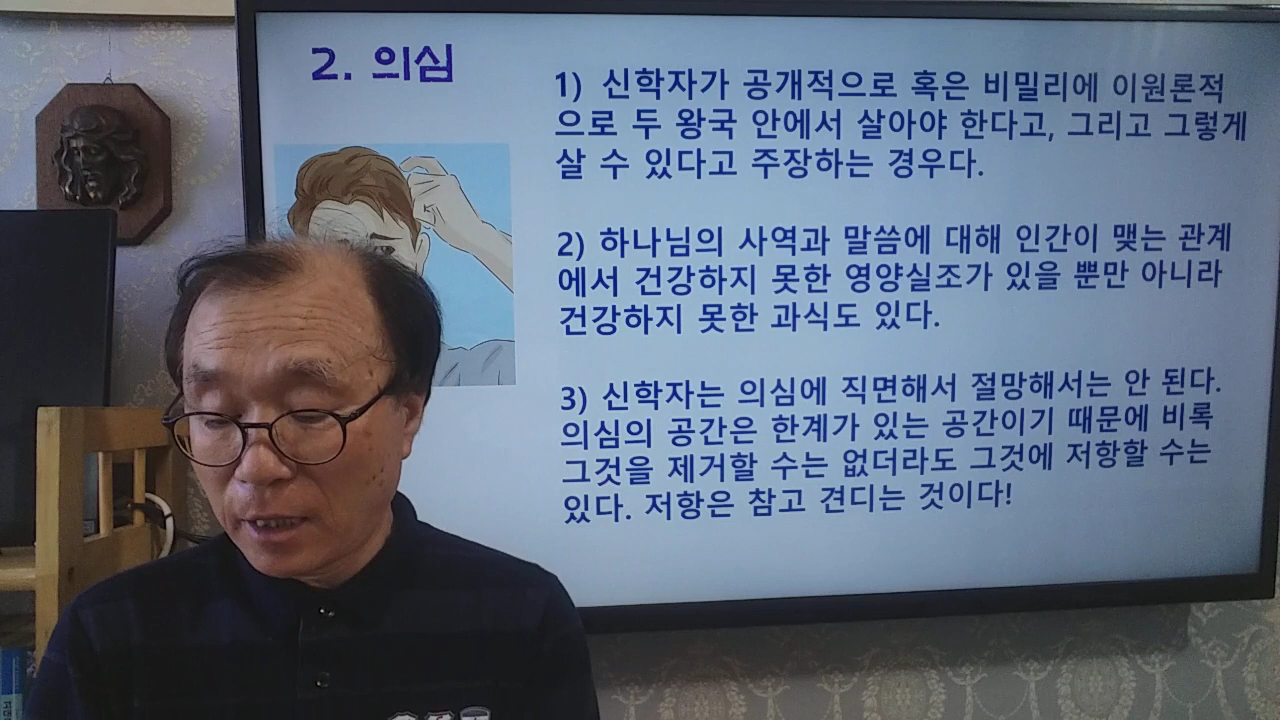 2. 의심
1) 신학자가 공개적으로 혹은 비밀리에 이원론적
으로 두 왕국 안에서 살아야 한다고, 그리고 그렇게
살 수 있다고 주장하는 경우다.
2) 하나님의 사역과 말씀에 대해 인간이 맺는 관계
에서 건강하지 못한 영양실조가 있을 뿐만 아니라
건강하지 못한 과식도 있다.
3) 신학자는 의심에 직면해서 절망해서는 안 된다.
의심의 공간은 한계가 있는 공간이기 때문에 비록
그것을 제거할 수는 없더라도 그것에 저항할 수는
있다. 저항은 참고 견디는 것이다!